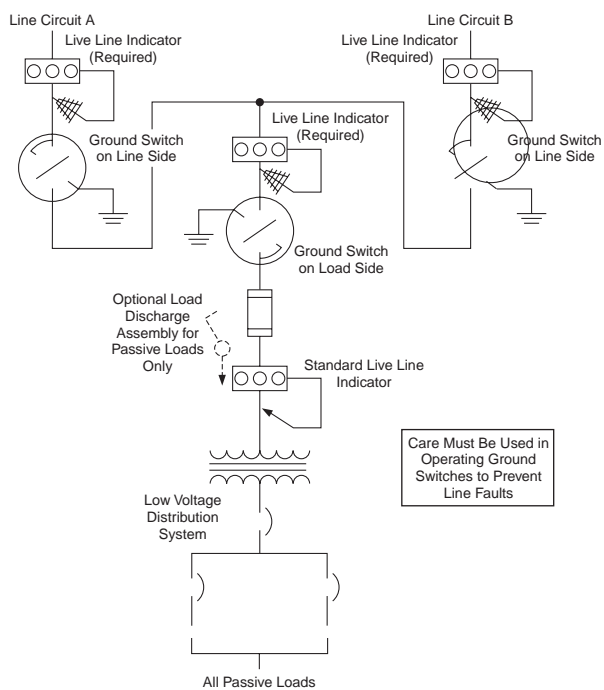 Line Circuit A
Line Circuit B
Live Line Indicator
(Required)
Live Line Indicator
(Required)
Ground Switch
on Line Side
Live Line Indicator
(Required)
Ground Switch
on Line Side
Ground Switch
on Load Side
Optional Load
Discharge
Assembly for
Passive Loads
Only
Standard Live Line
Indicator
Care Must Be Used in
Operating Ground
Switches to Prevent
Line Faults
Low Voltage
Distribution
System
All Passive Loads